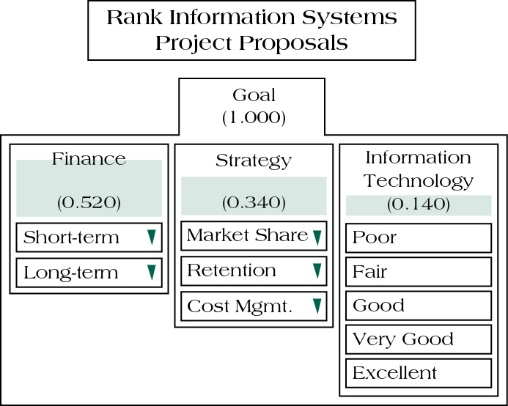 Rank Information Systems
Project Proposals
Goal
(1.000)
Finance
(0.520)
Short-term
Long-term
Strategy
(0.340)
Market Share
Retention
Cost Mgmt.
Information
Technology
(0.140)
Poor
Fair
Good
Very Good
Excellent